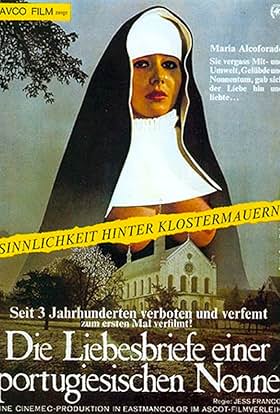 AVCO FILM zeigt
Maria Alcoforado
Sie vergass Mit- und
Umwelt, Gelübde und
Nonnentum, gab sich
der Liebe hin und
liebte...
SINNLICHKEIT HINTER KLOSTERMAUERN
Seit 3 Jahrhunderten verboten und verfemt
zum ersten Mal verfilmt!
Die Liebesbriefe einer
portugiesischen Nonne
Regie: JESS FRANCO
EINE CINEMEC-PRODUKTION IN EASTMANCOLOR IM ASCOT-FILMVERLEIH